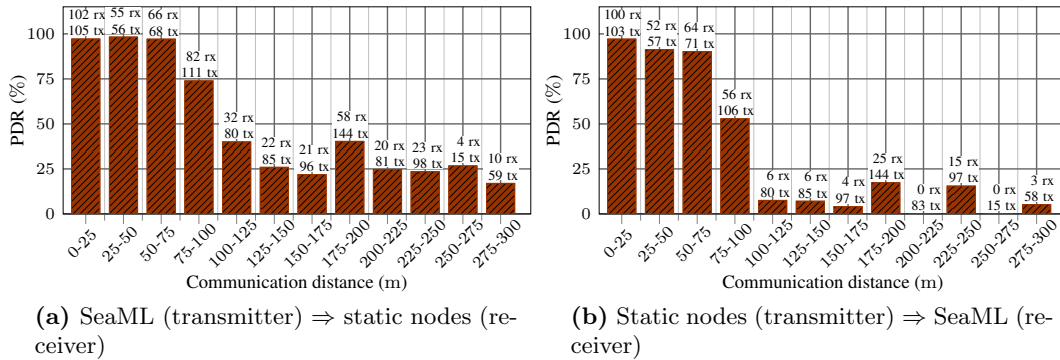 102 rx
105 tx
55 rx
56 tx
66 rx
68 tx
82 rx
111 tx
32 rx
80 tx
22 rx
85 tx
21 rx
96 tx
58 rx
144 tx
20 rx
81 tx
23 rx
98 tx
4 rx
15 tx
10 rx
59 tx
PDR (%)
100
75
50
25
0
0-25
25-50
50-75
75-100
100-125
125-150
150-175
175-200
200-225
225-250
250-275
275-300
Communication distance (m)
(a) SeaML (transmitter) ⇒ static nodes (re-
ceiver)
100 rx
103 tx
52 rx
57 tx
64 rx
71 tx
56 rx
106 tx
6 rx
80 tx
6 rx
85 tx
4 rx
97 tx
25 rx
144 tx
0 rx
83 tx
15 rx
97 tx
0 rx
15 tx
3 rx
58 tx
PDR (%)
100
75
50
25
0
0-25
25-50
50-75
75-100
100-125
125-150
150-175
175-200
200-225
225-250
250-275
275-300
Communication distance (m)
(b) Static nodes (transmitter) ⇒ SeaML (re-
ceiver)